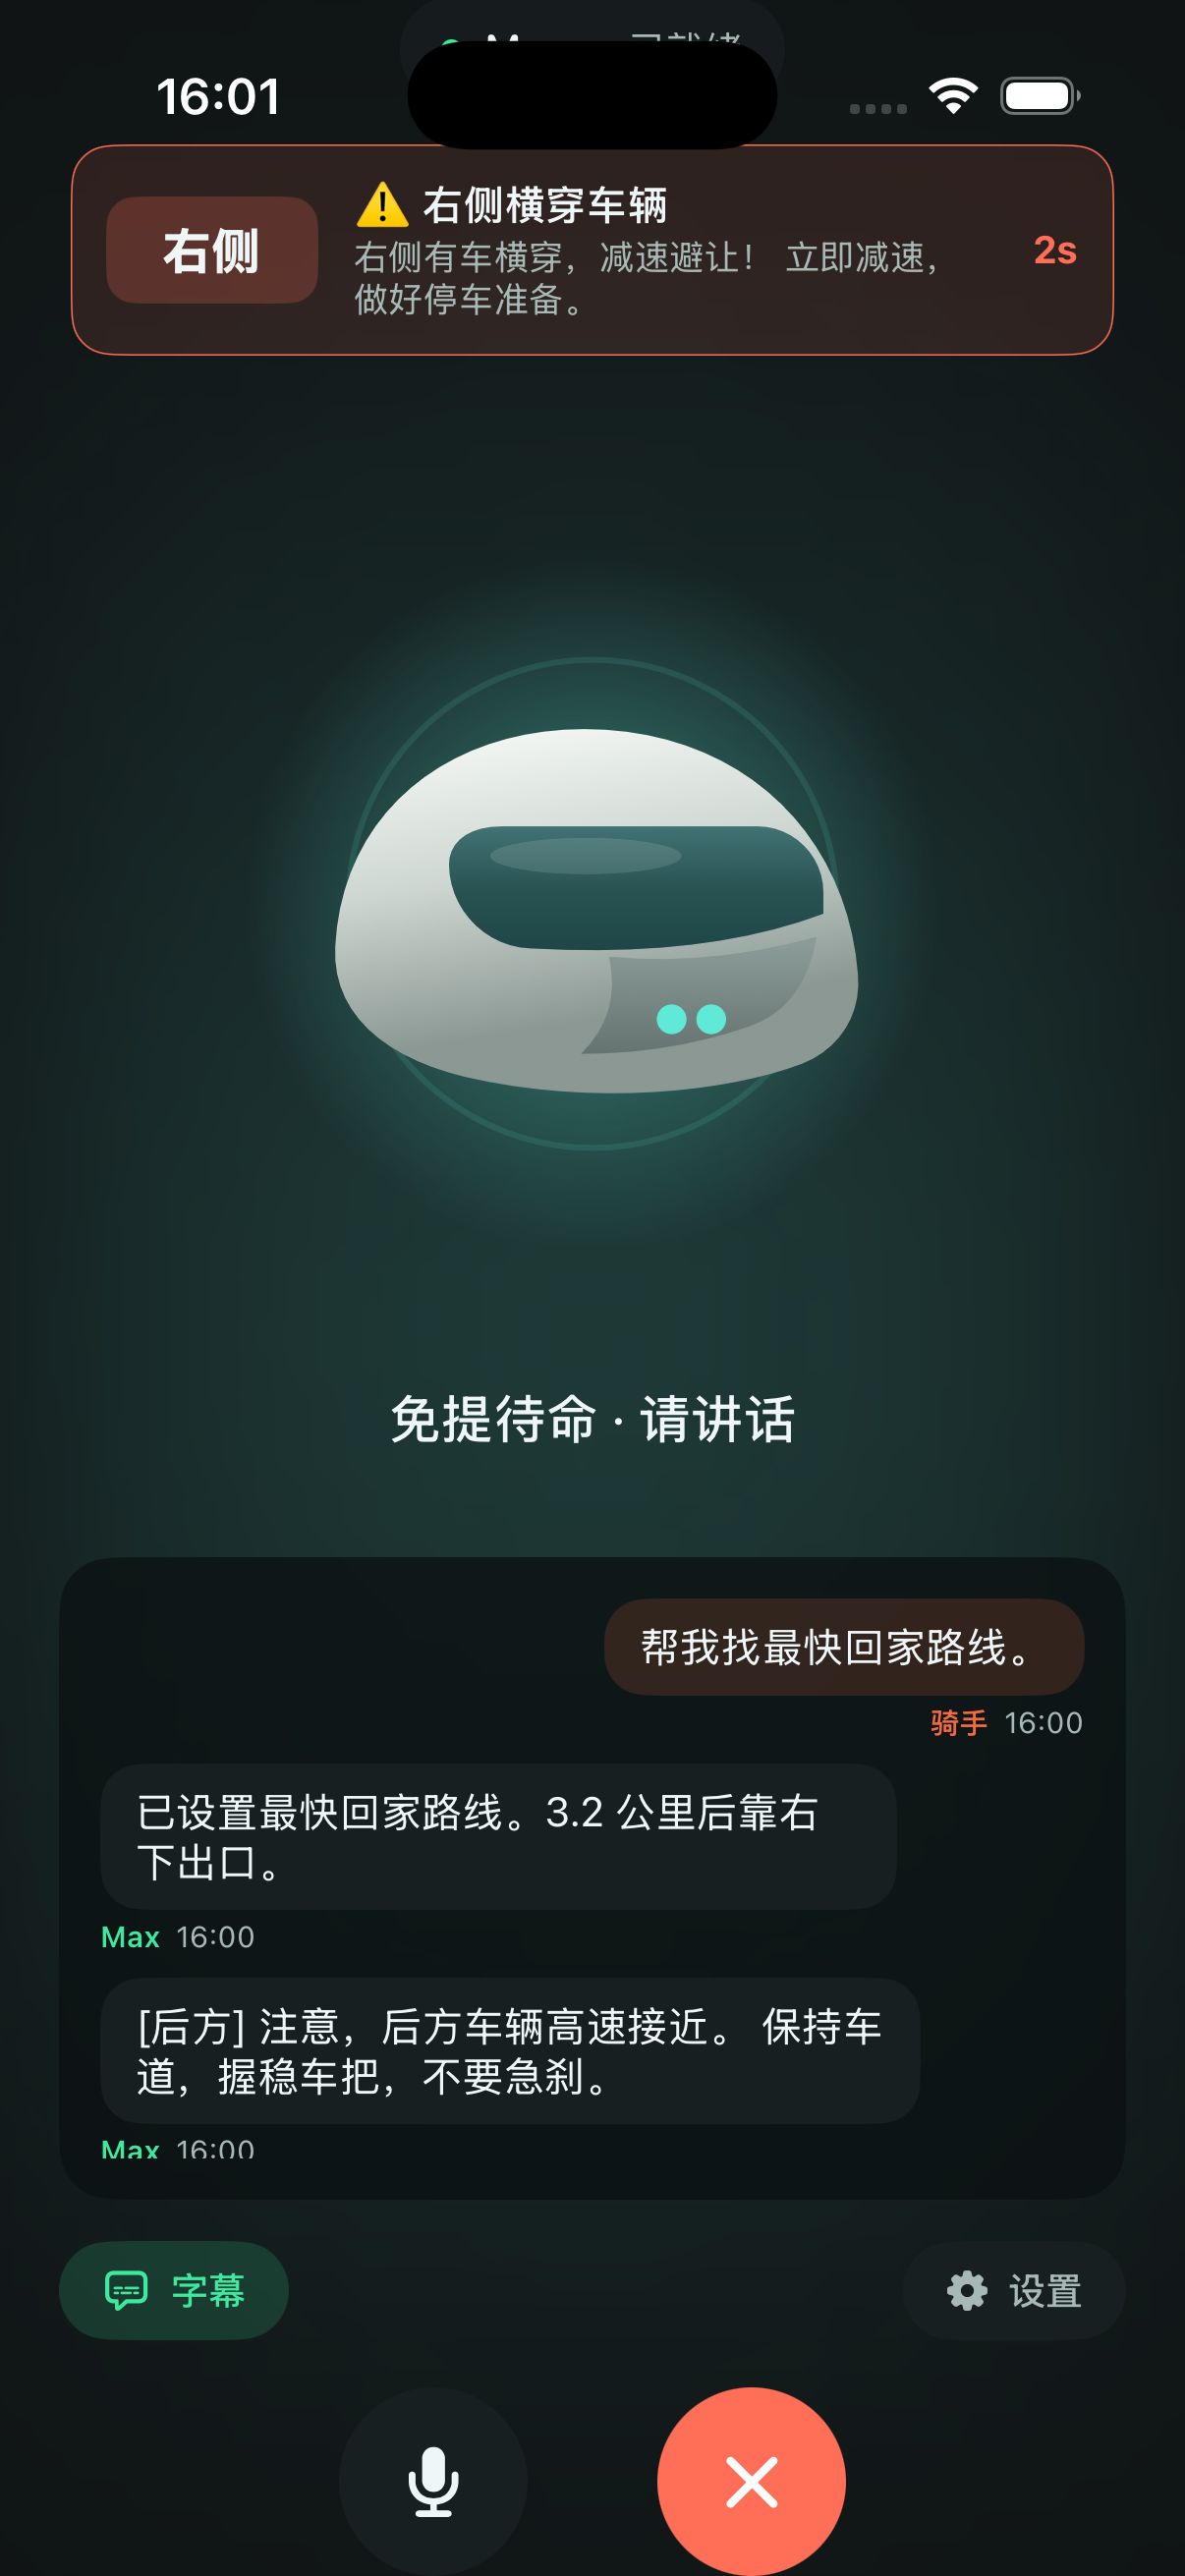 16:01
右侧
⚠️ 右侧横穿车辆
右侧有车横穿，减速避让！ 立即减速，
做好停车准备。
2s
免提待命 · 请讲话
帮我找最快回家路线。
骑手 16:00
已设置最快回家路线。3.2 公里后靠右
下出口。
Max 16:00
[后方] 注意，后方车辆高速接近。 保持车
道，握稳车把，不要急刹。
Max 16:00
字幕
设置